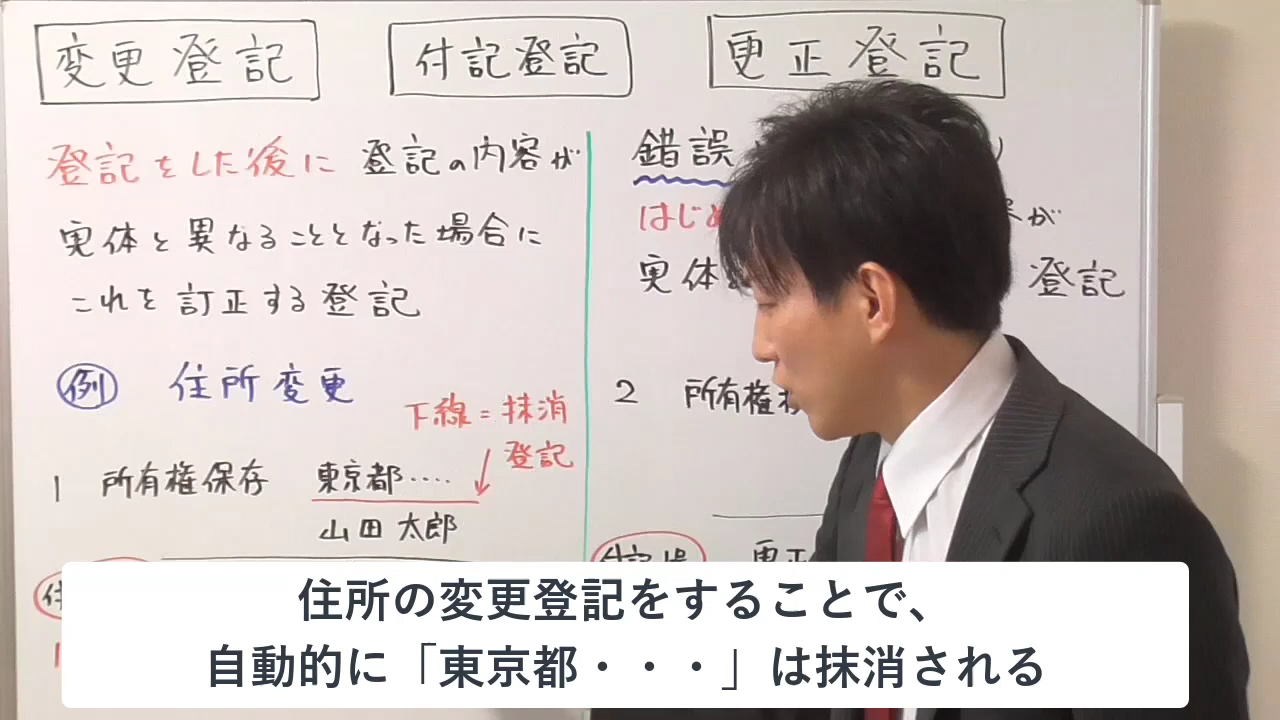 変更登記
付記登記
更正登記
登記をした後に 登記の内容が
実体と異なることとなった場合に
これを訂正する登記
例 住所変更
下線=抹消
登記
1 所有権保存 東京都‥‥
山田太郎
錯誤
はじめ
が
実体
登記
2 所有権
更正
住所の変更登記をすることで、
自動的に「東京都・・・」は抹消される